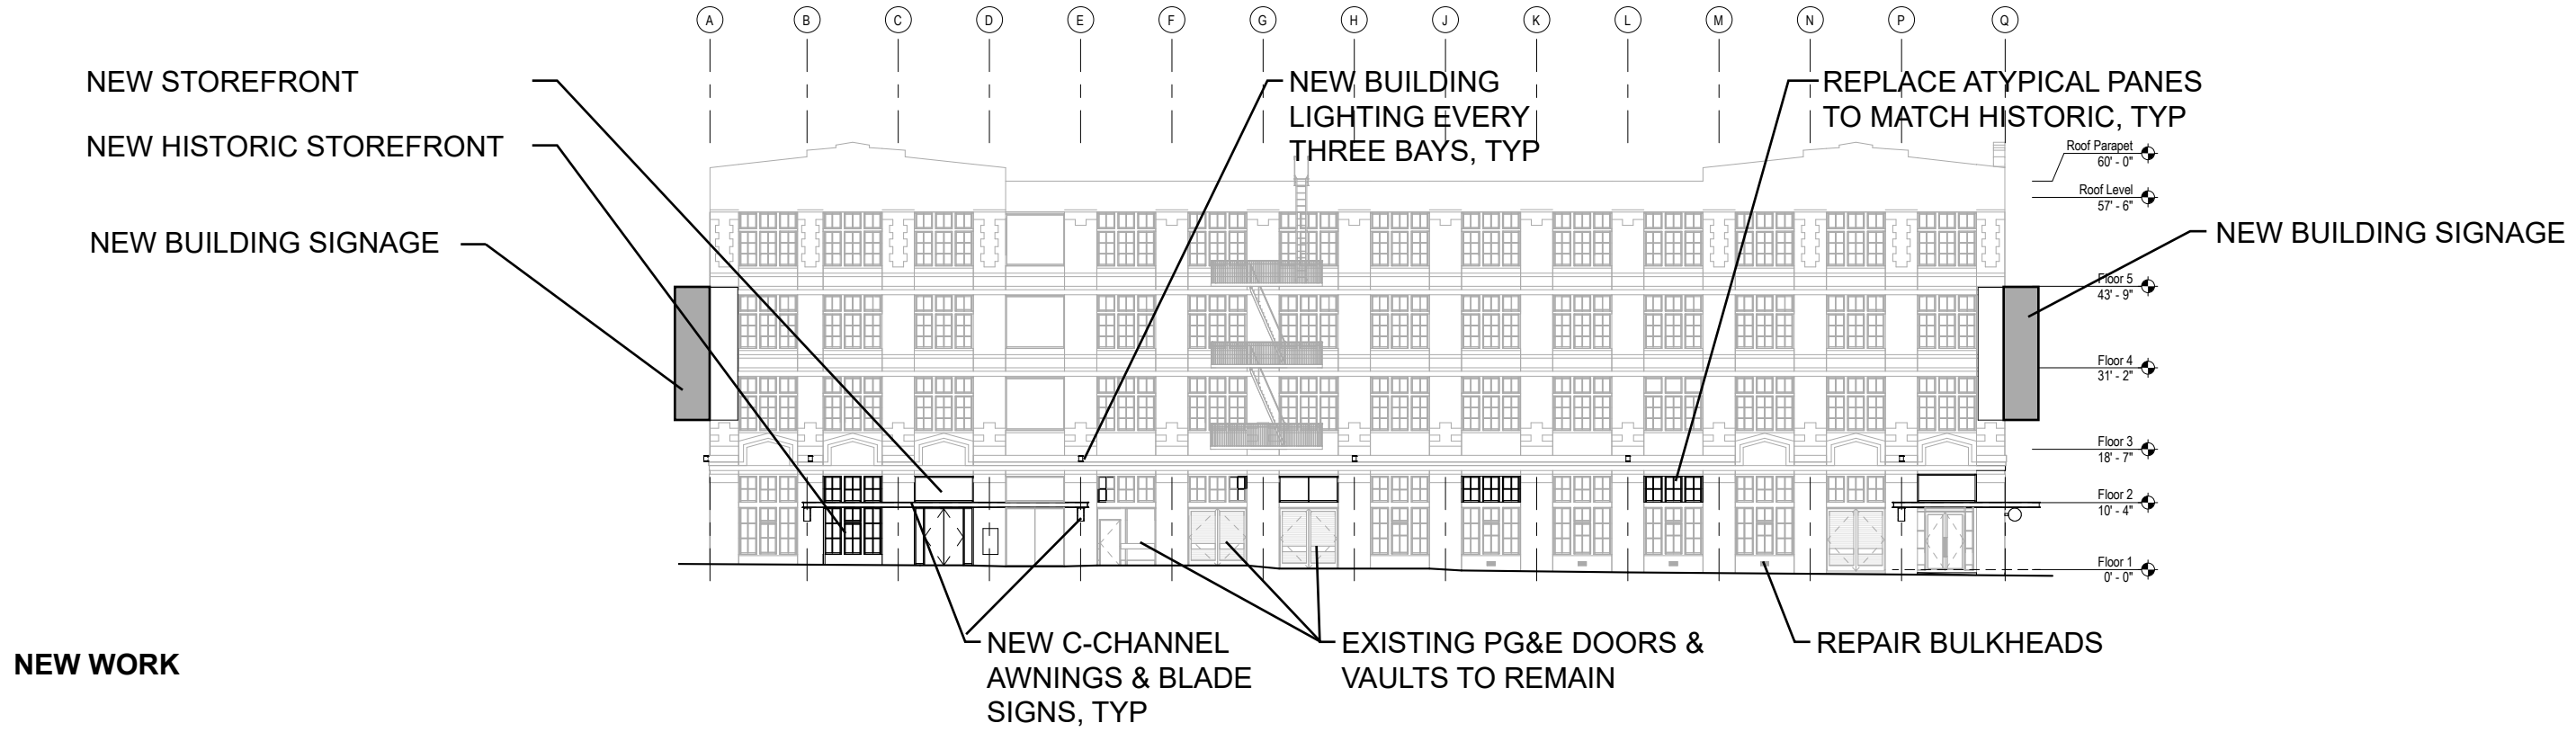 A B C D E F G H J K L M N P Q
NEW STOREFRONT
NEW HISTORIC STOREFRONT
NEW BUILDING SIGNAGE
NEW BUILDING
LIGHTING EVERY
THREE BAYS, TYP
REPLACE ATYPICAL PANES
TO MATCH HISTORIC, TYP
Roof Parapet
60' - 0"
Roof Level
57' - 6"
NEW BUILDING SIGNAGE
Floor 5
43' - 9"
Floor 4
31' - 2"
Floor 3
18' - 7"
Floor 2
10' - 4"
Floor 1
0' - 0"
NEW C-CHANNEL
AWNINGS & BLADE
SIGNS, TYP
EXISTING PG&E DOORS &
VAULTS TO REMAIN
REPAIR BULKHEADS
NEW WORK